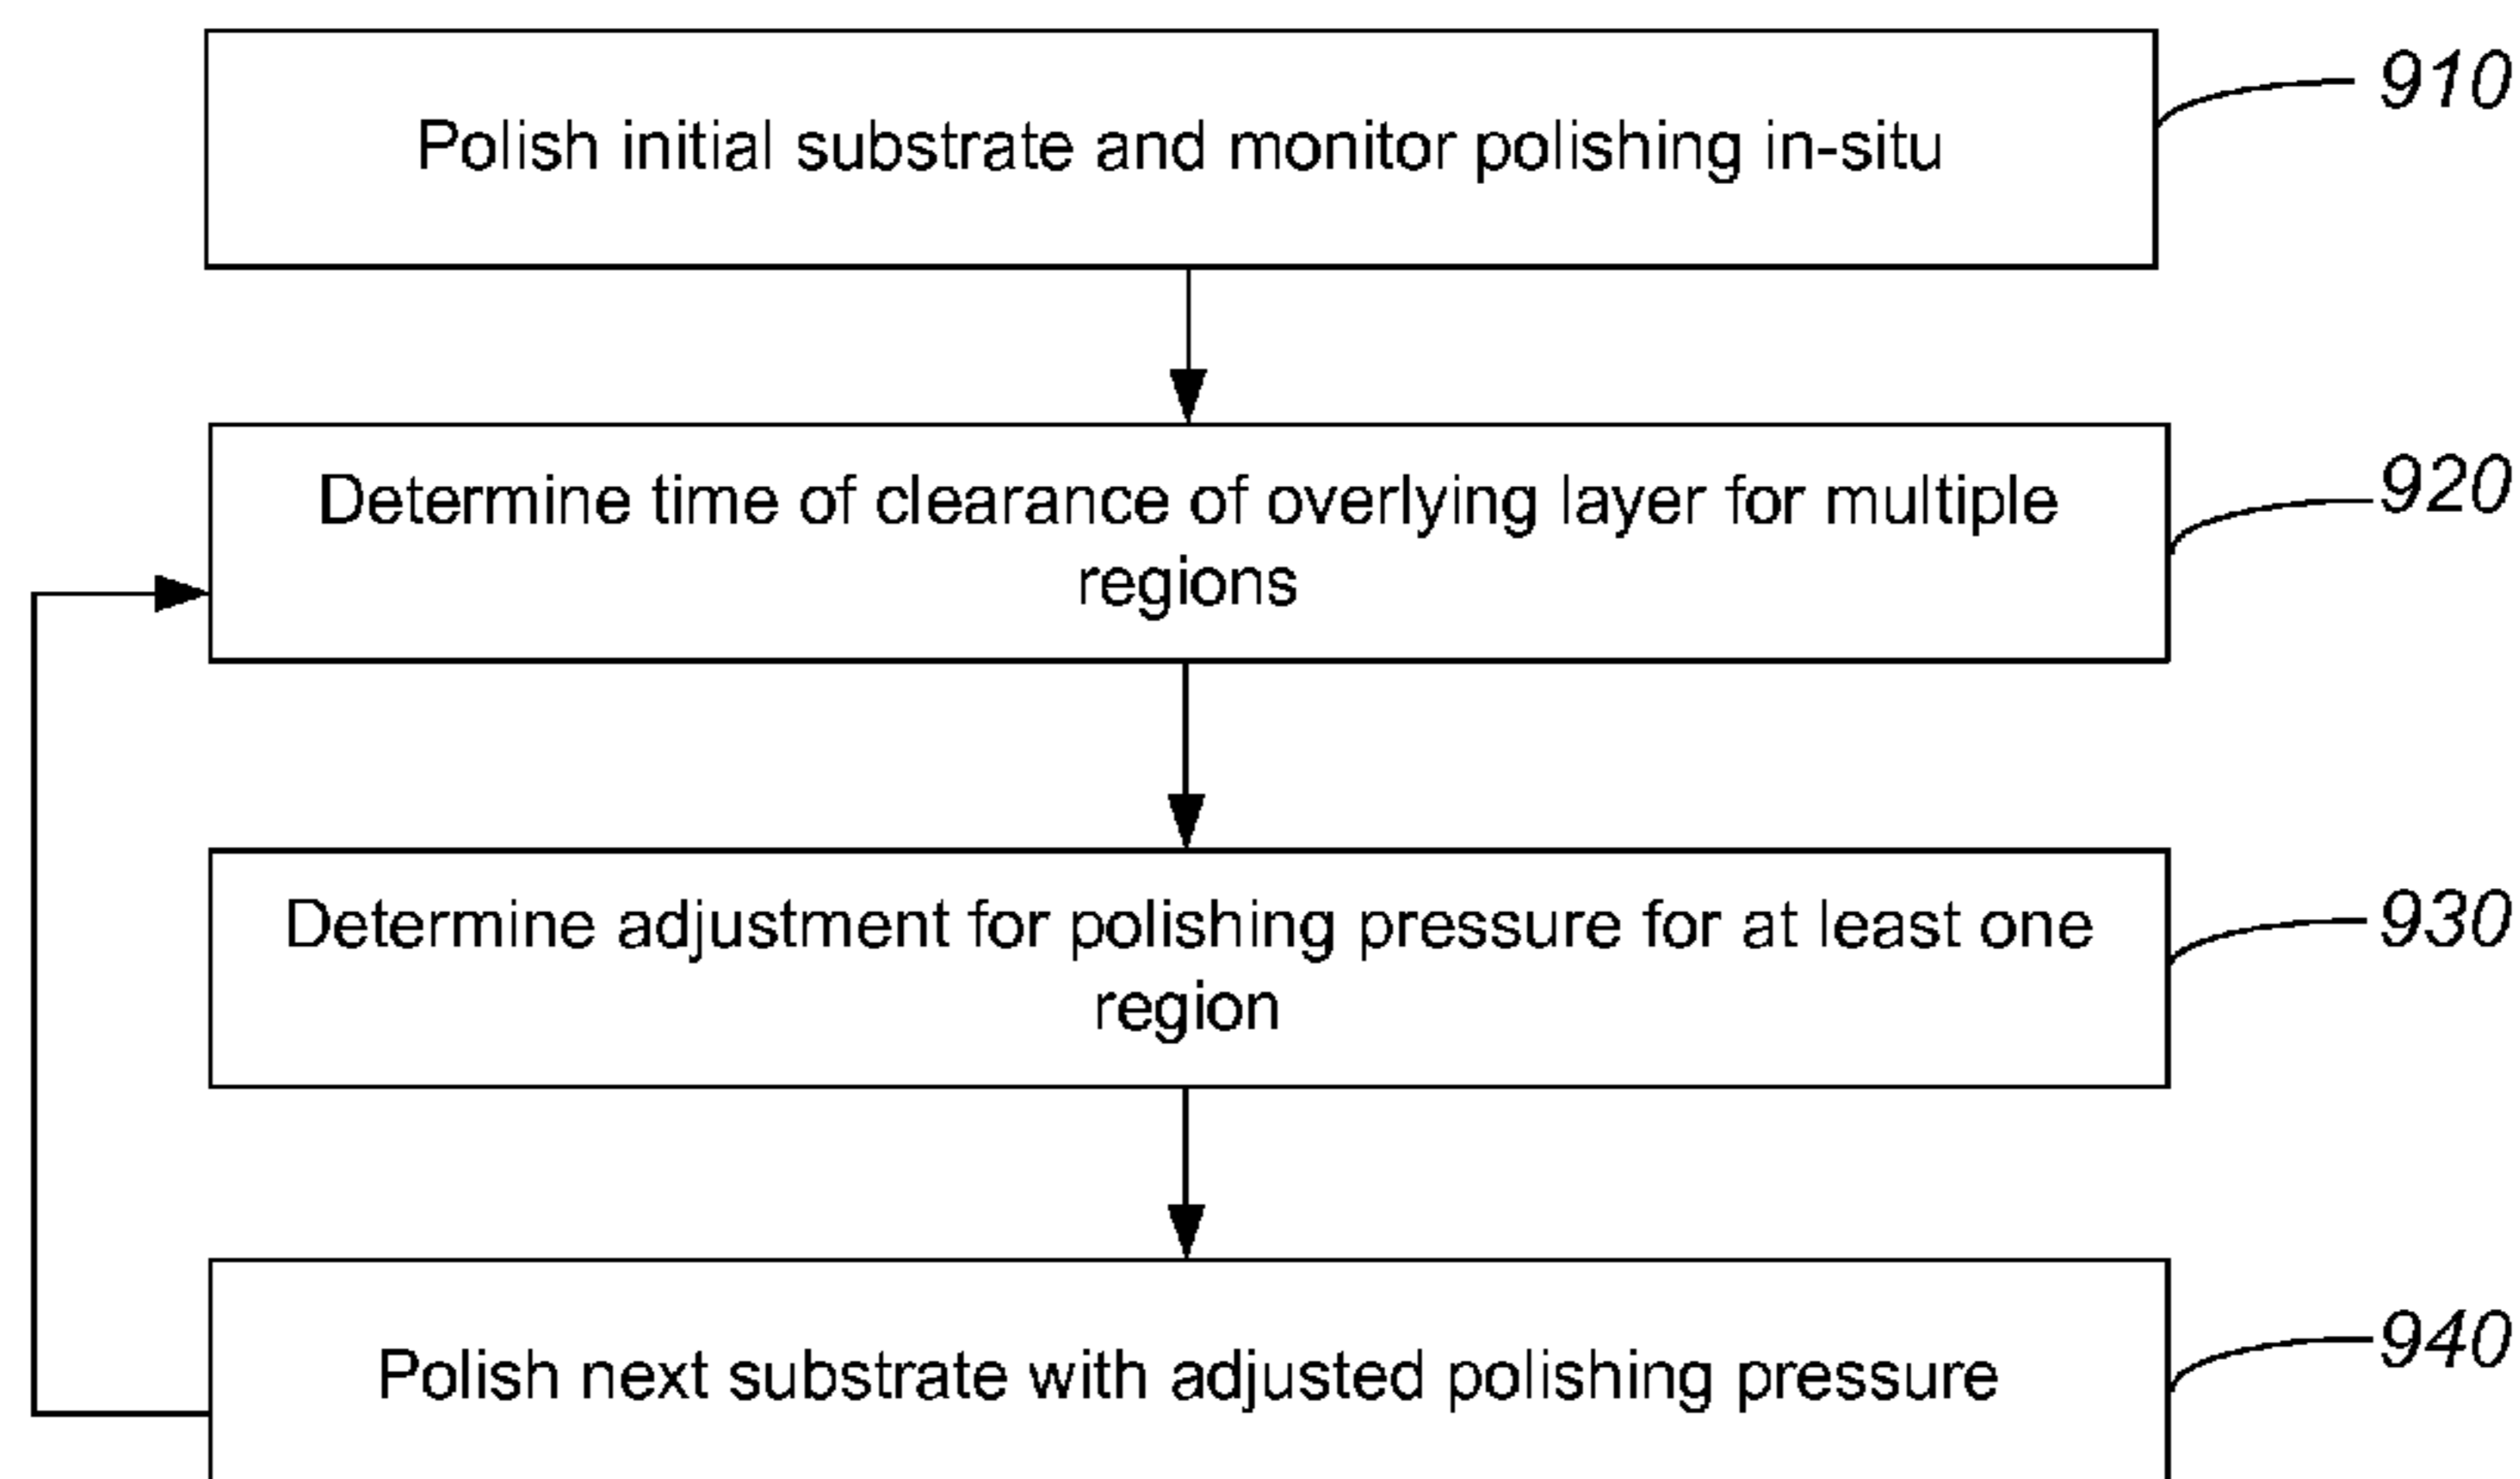 Polish initial substrate and monitor polishing in-situ
910
Determine time of clearance of overlying layer for multiple
regions
920
Determine adjustment for polishing pressure for at least one
region
930
Polish next substrate with adjusted polishing pressure
940